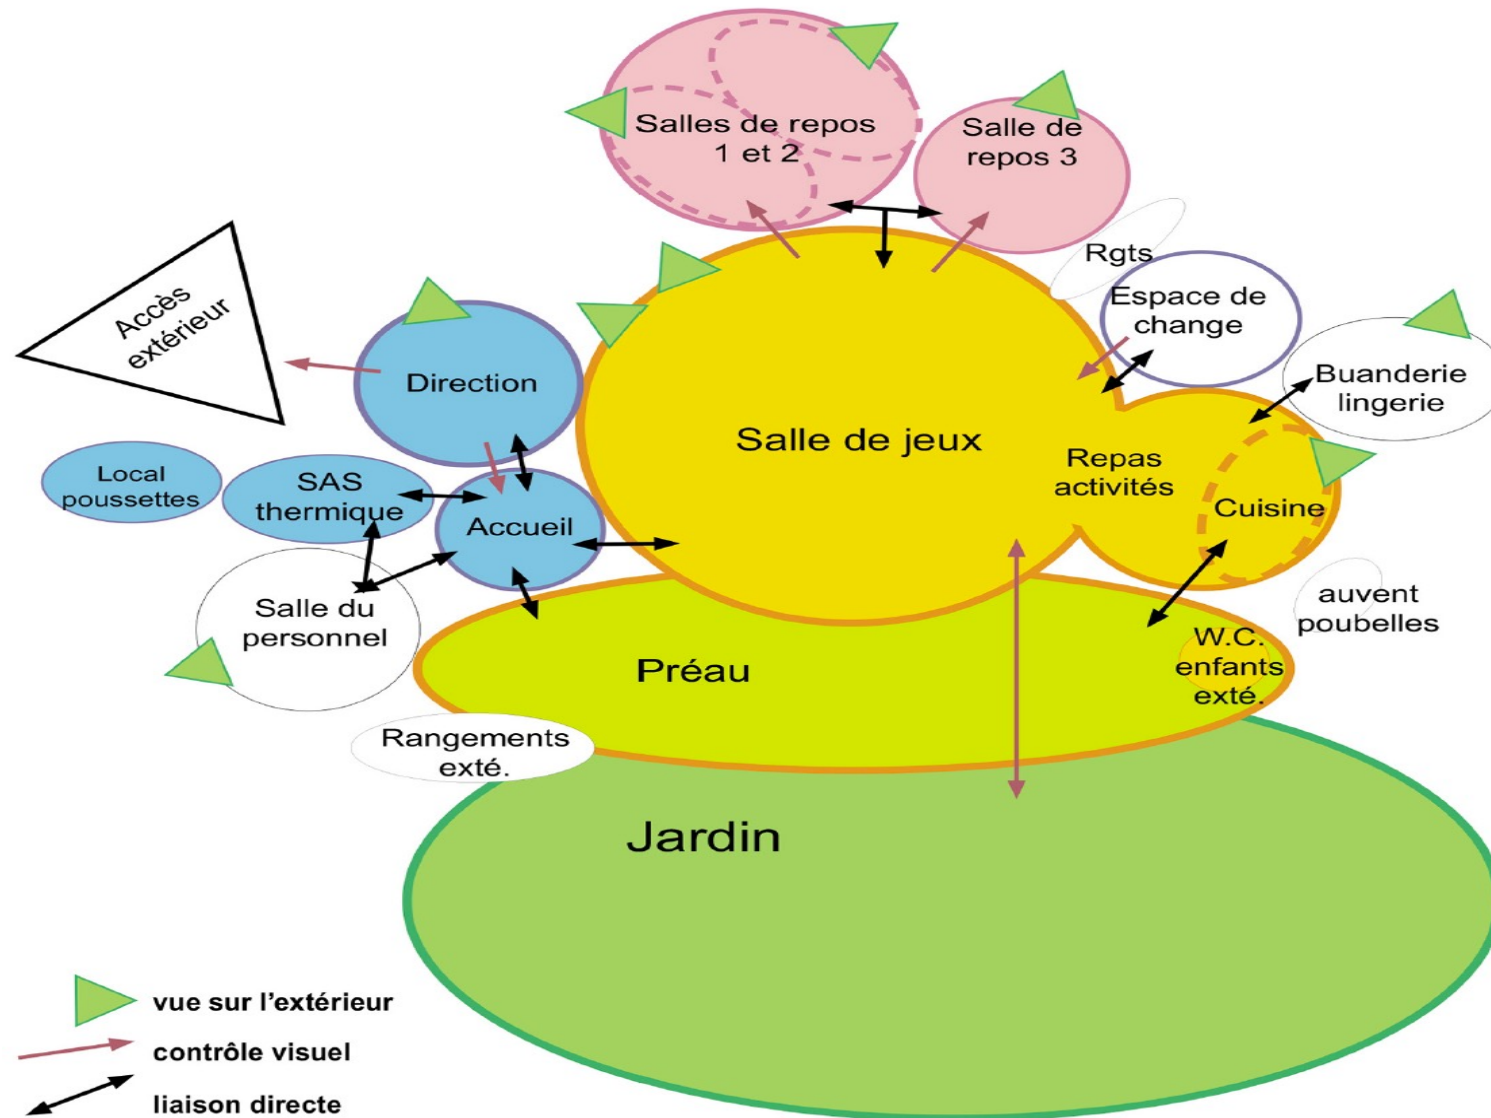 Salles de repos
1 et 2
Salle de
repos 3
Rgts
Espace de
change
Accès
extérieur
Direction
Buanderie
lingerie
Salle de jeux
Repas
activités
Cuisine
Local
poussettes
SAS
thermique
Accueil
Salle du
personnel
auvent
poubelles
W.C.
enfants
exté.
Préau
Rangements
exté.
Jardin
vue sur l'extérieur
contrôle visuel
liaison directe